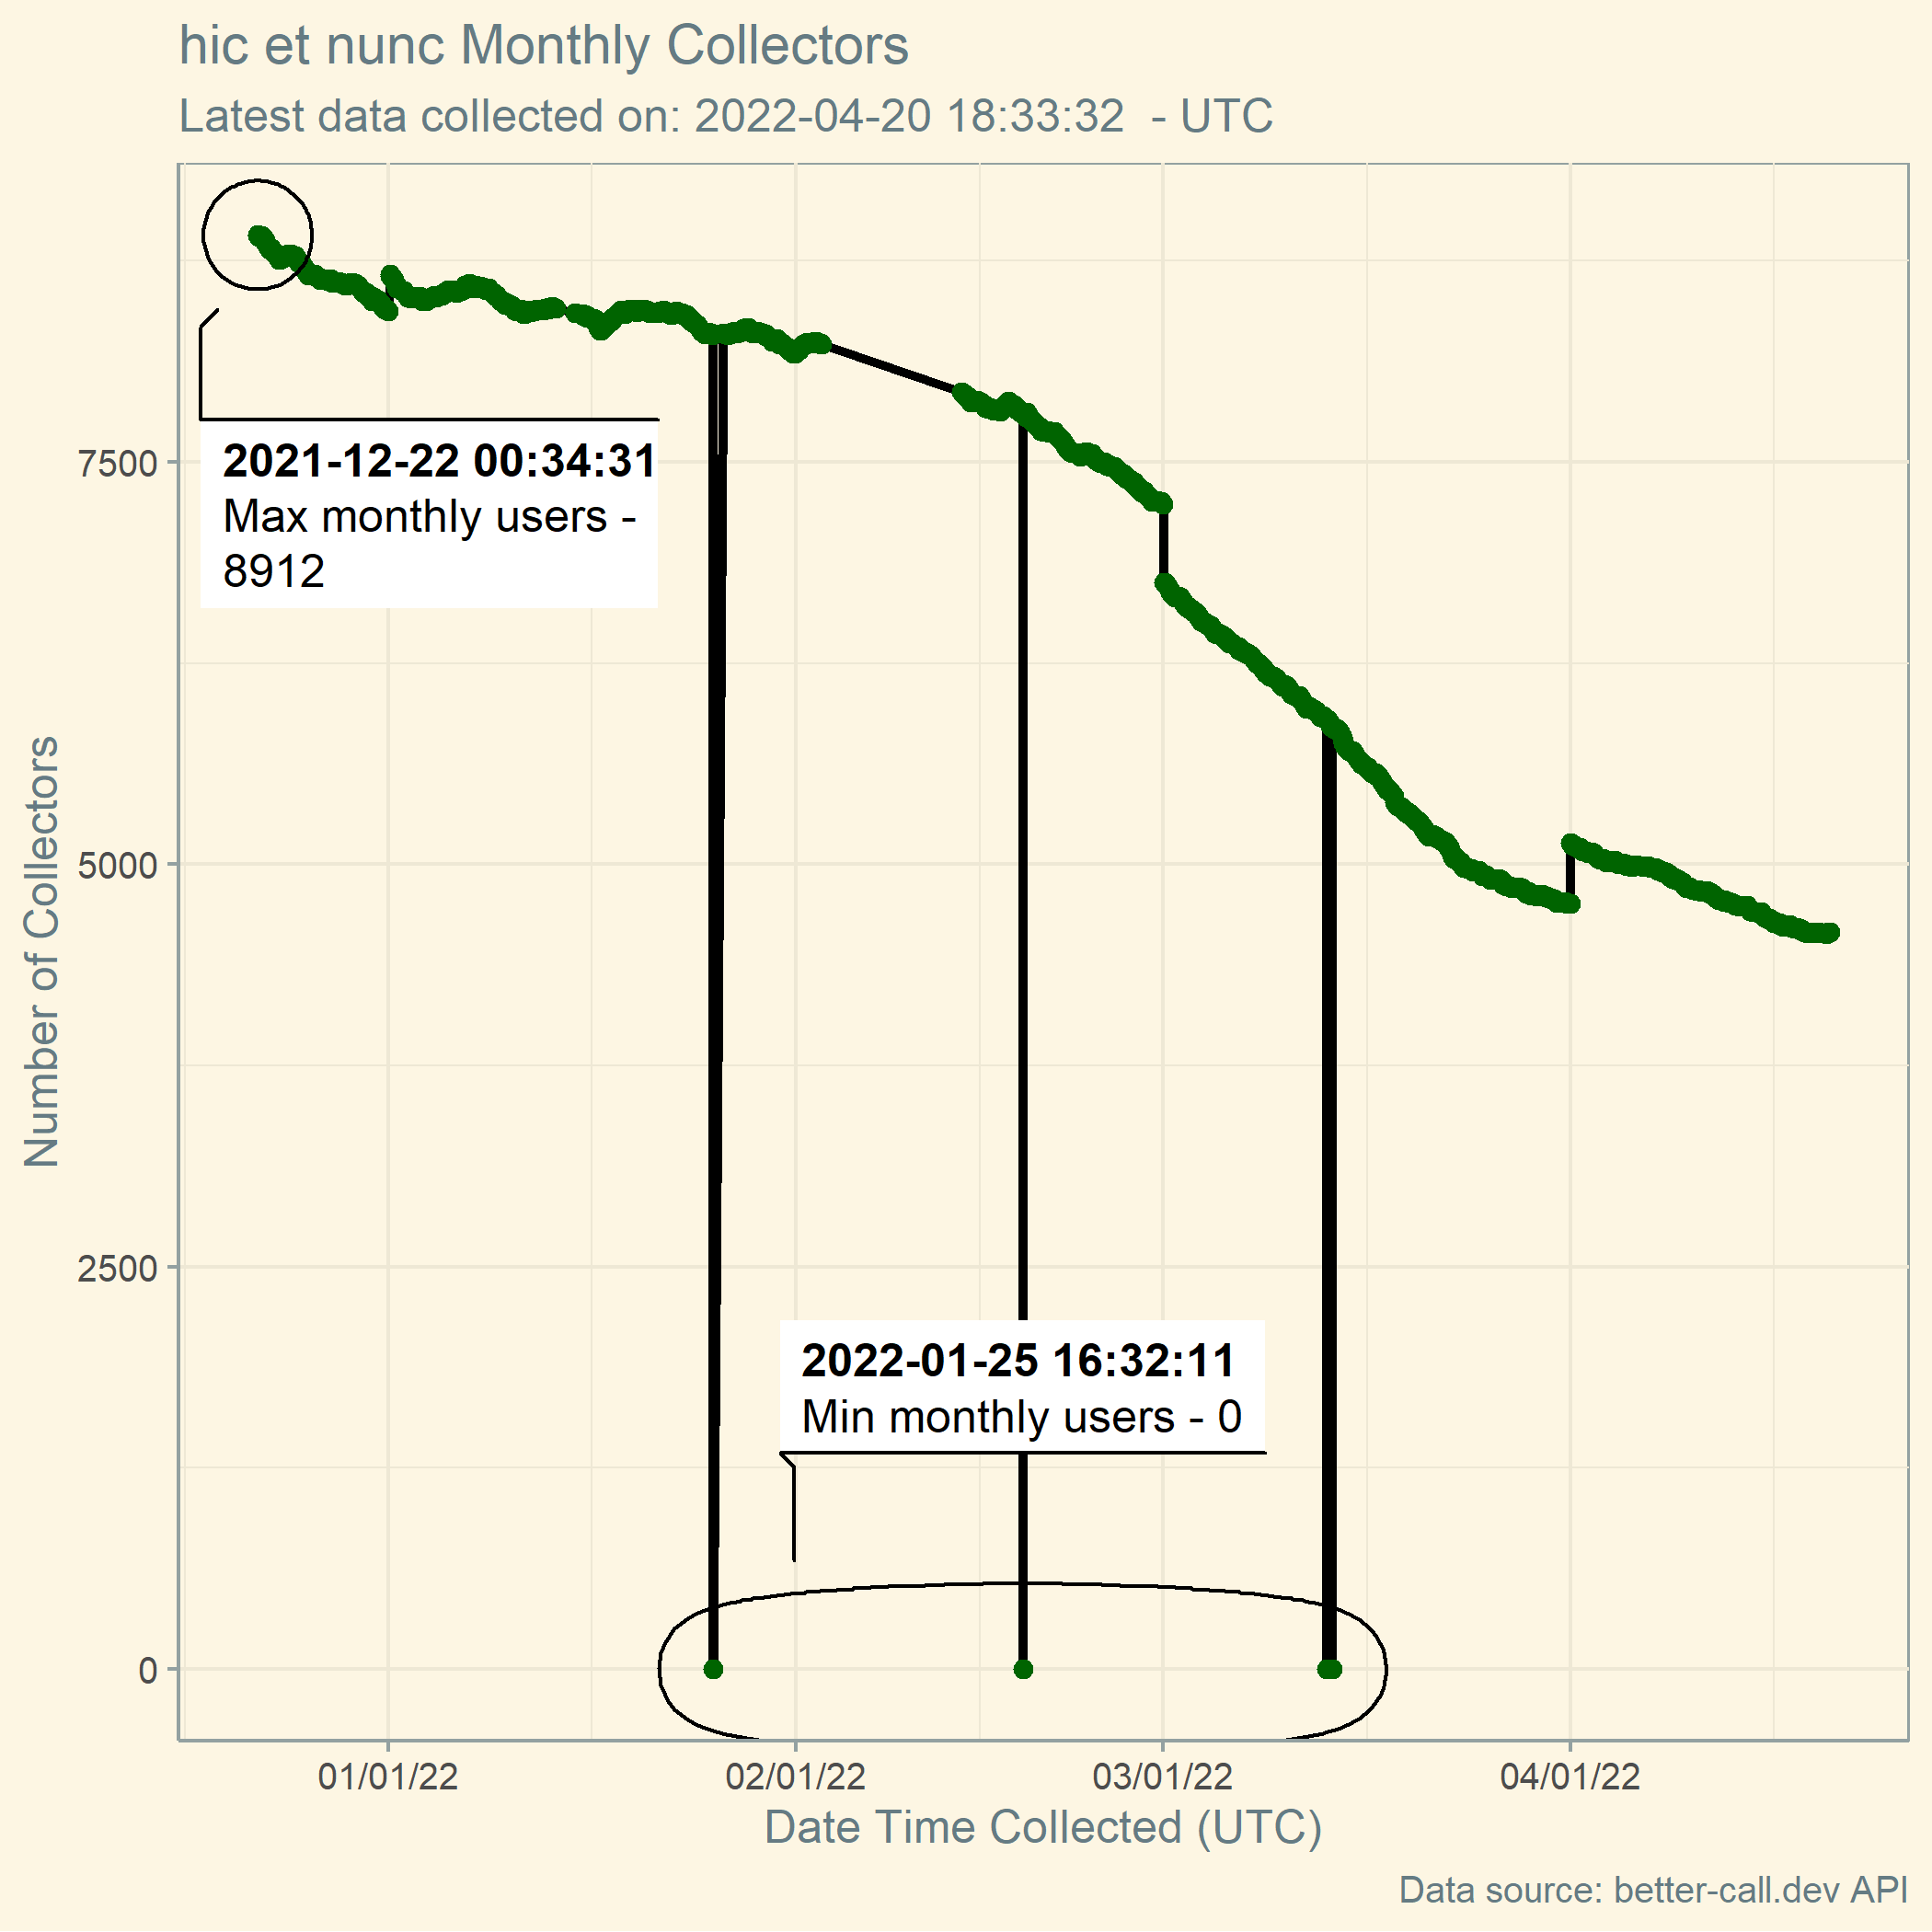 hic et nunc Monthly Collectors
Latest data collected on: 2022-04-20 18:33:32  - UTC
2021-12-22 00:34:31
Max monthly users -
8912
7500
5000
2500
0
Number of Collectors
2022-01-25 16:32:11
Min monthly users - 0
01/01/22
02/01/22
03/01/22
04/01/22
Date Time Collected (UTC)
Data source: better-call.dev API